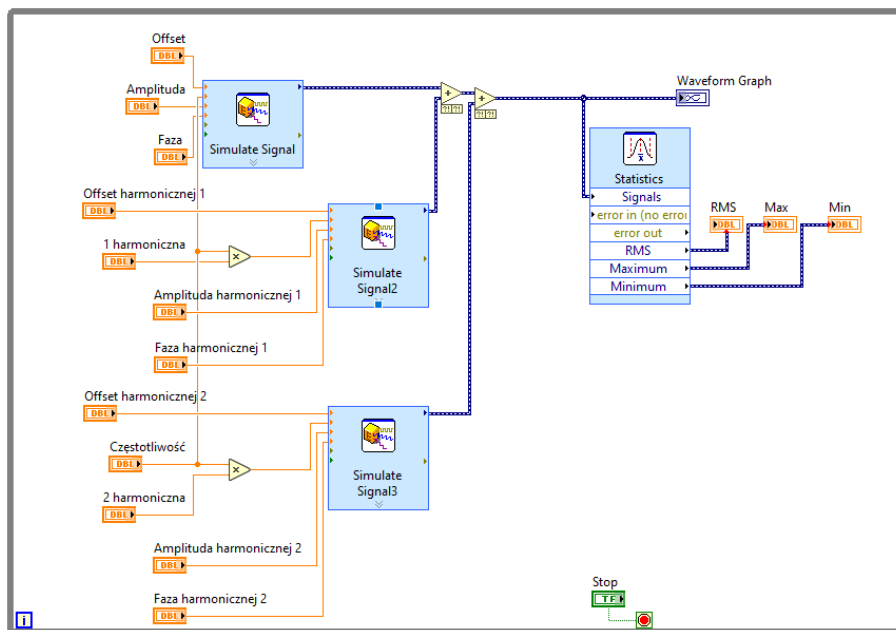 Offset
DBL
Amplituda
DBL
Faza
DBL
Simulate Signal
Waveform Graph
Statistics
Signals
error in (no error
error out
RMS
Maximum
Minimum
RMS
DBL
Max
DBL
Min
DBL
Offset harmonicznej 1
DBL
1 harmoniczna
DBL
Amplituda harmonicznej 1
DBL
Faza harmonicznej 1
DBL
Simulate
Signal2
Offset harmonicznej 2
DBL
Częstotliwość
DBL
2 harmoniczna
DBL
Amplituda harmonicznej 2
DBL
Faza harmonicznej 2
DBL
Simulate
Signal3
Stop
TF
i